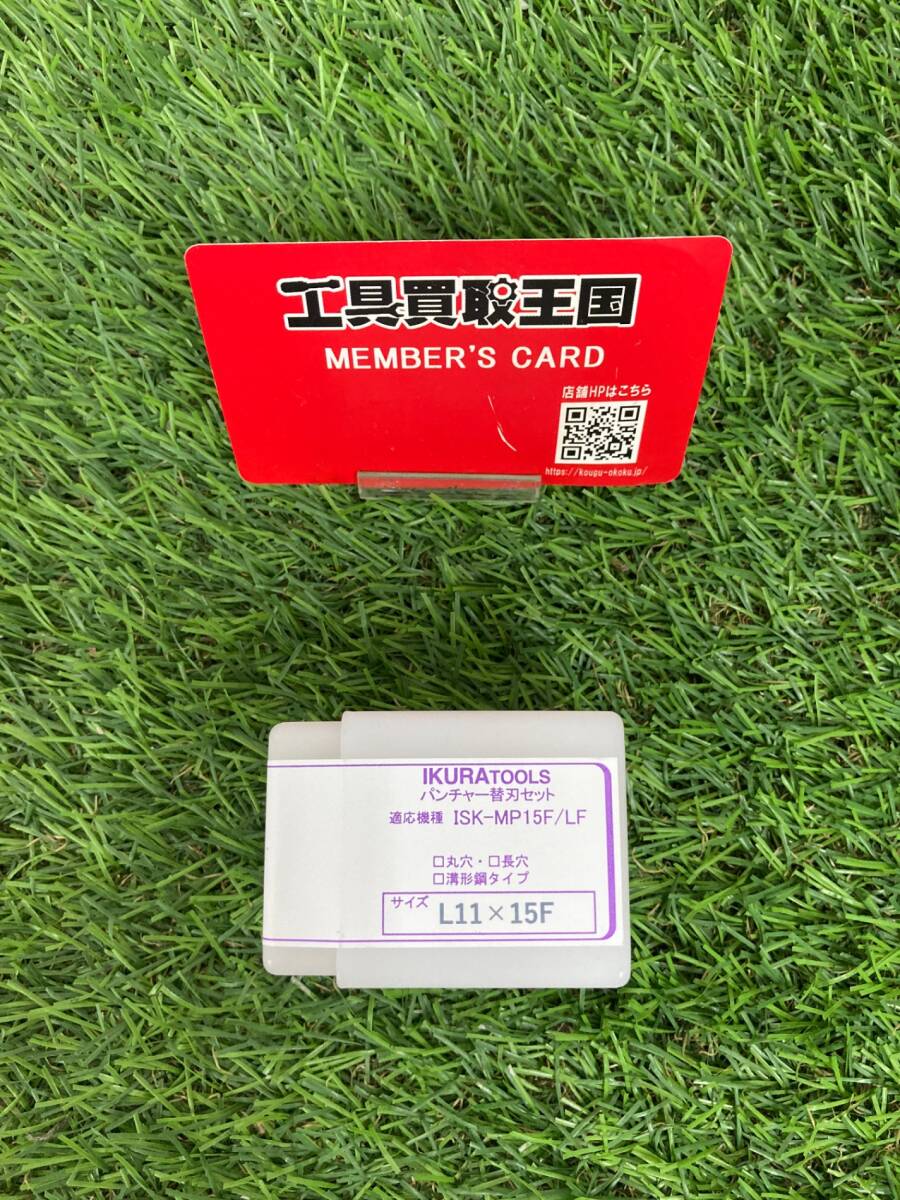 工具買取王国
MEMBER'S CARD
店舗HPはこちら
https://kougu-okoku.jp/
IKURATOOLS
パンチャー替刃セット
適応機種 ISK-MP15F/LF
□丸穴・□長穴
□溝形鋼タイプ
サイズ L11×15F